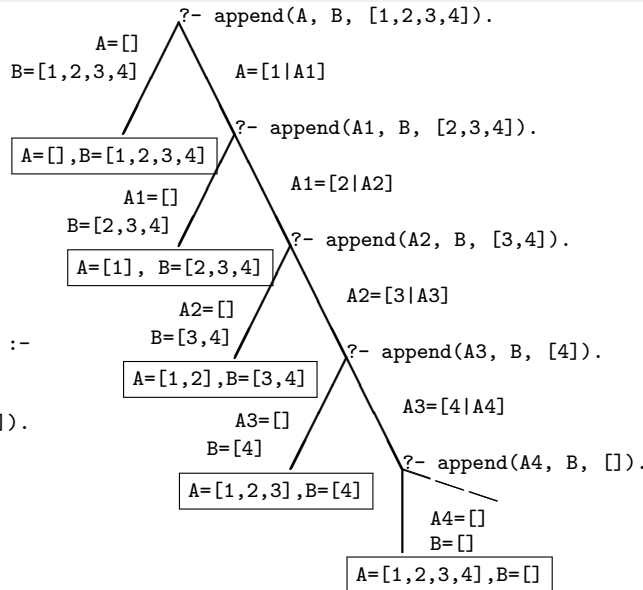 ?- append(A, B, [1,2,3,4]).
A=[]
B=[1,2,3,4]
A=[1|A1]
?- append(A1, B, [2,3,4]).
A=[],B=[1,2,3,4]
A1=[]
B=[2,3,4]
A1=[2|A2]
?- append(A2, B, [3,4]).
A=[1], B=[2,3,4]
A2=[]
B=[3,4]
A2=[3|A3]
:-
?- append(A3, B, [4]).
A=[1,2],B=[3,4]
A3=[]
B=[4]
A3=[4|A4]
]).
?- append(A4, B, []).
A=[1,2,3],B=[4]
A4=[]
B=[]
A=[1,2,3,4],B=[]